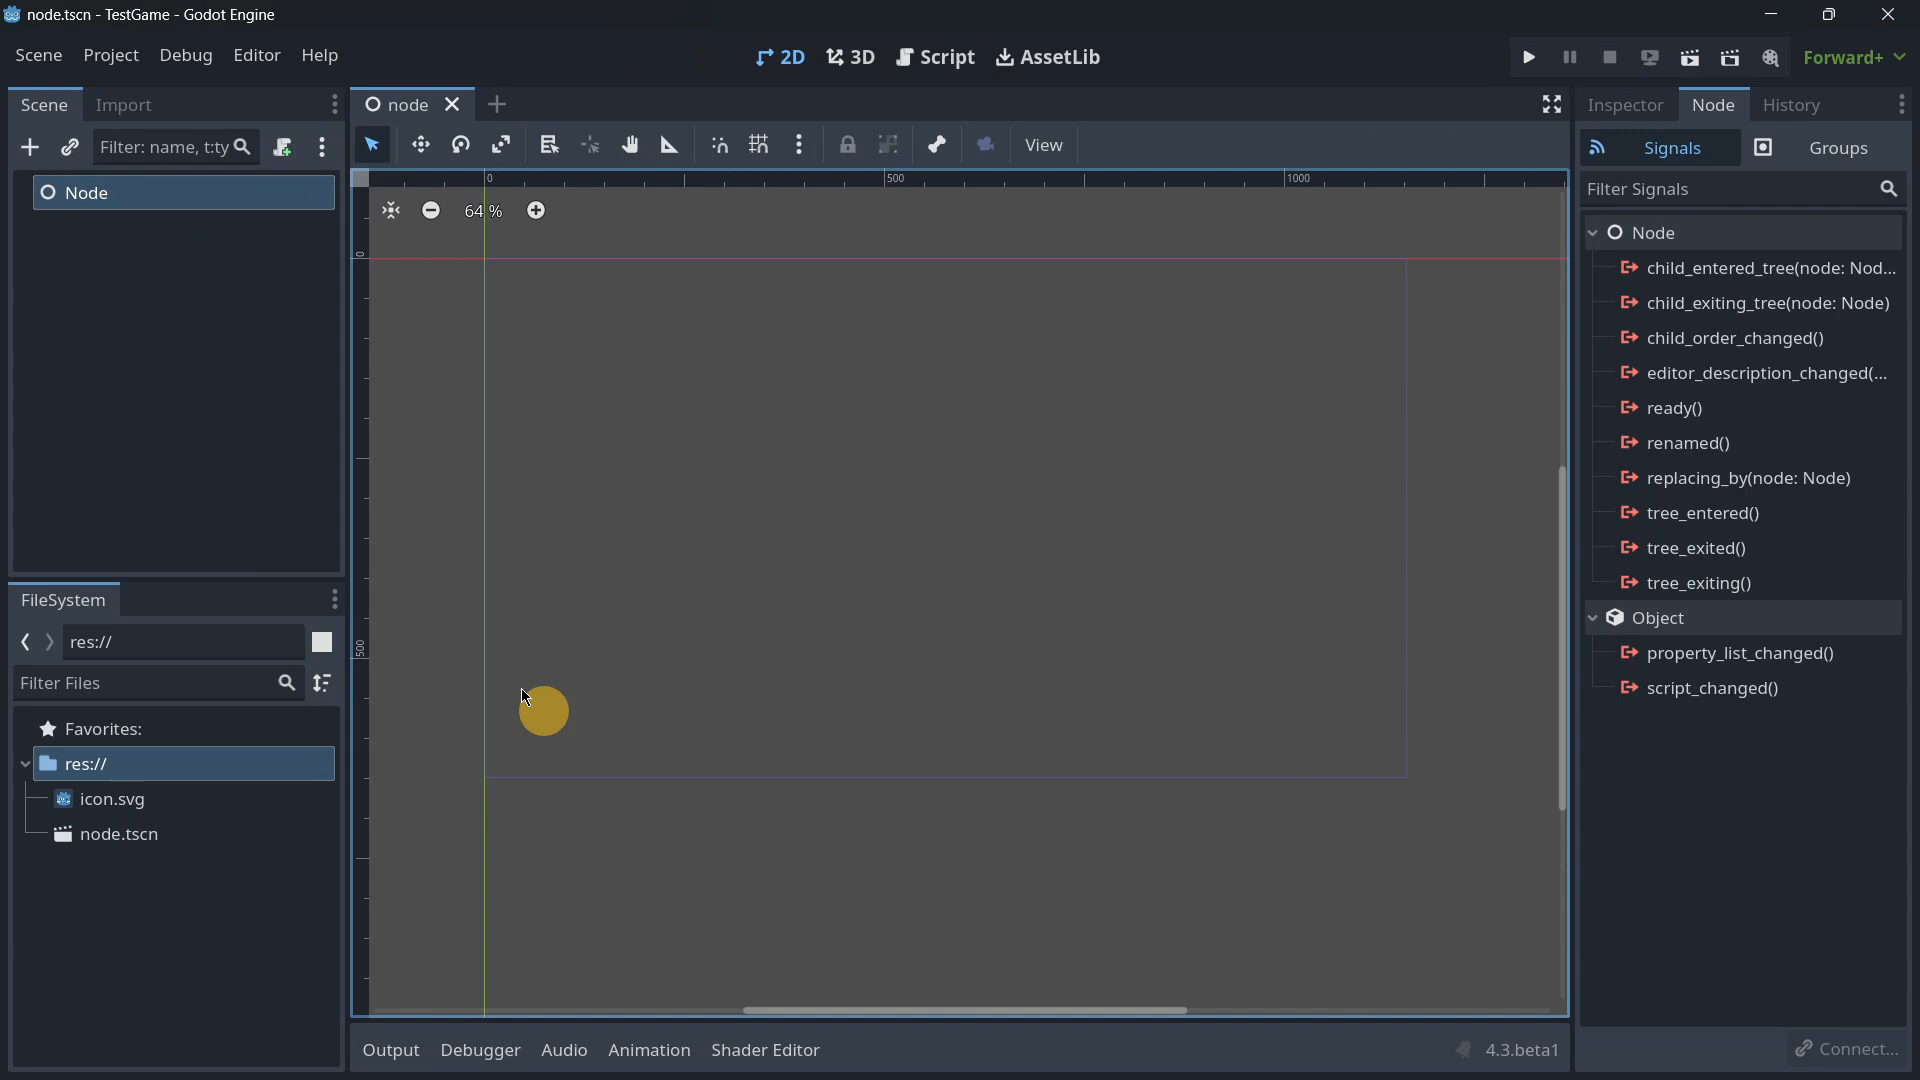 node.tscn - TestGame - Godot Engine
Scene Project Debug Editor Help
2D 3D Script AssetLib
Forward+
Scene Import
node
Inspector Node History
Filter: name, t:ty
View
Signals Groups
Filter Signals
Node
0
500
1000
64 %
0
500
Node
child_entered_tree(node: Nod...
child_exiting_tree(node: Node)
child_order_changed()
editor_description_changed(...
ready()
renamed()
replacing_by(node: Node)
tree_entered()
tree_exited()
tree_exiting()
Object
property_list_changed()
script_changed()
FileSystem
res://
Filter Files
Favorites:
res://
icon.svg
node.tscn
Output Debugger Audio Animation Shader Editor
4.3.beta1
Connect...